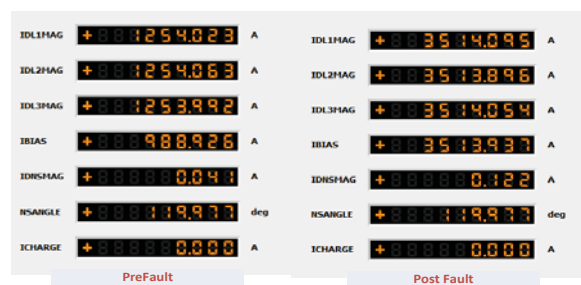 IDL1MAG + 1254.023 A
IDL2MAG + 1254.063 A
IDL3MAG + 1253.992 A
IBIAS + 988.926 A
IDNSMAG + 0.041 A
NSANGLE + 119.977 deg
ICHARGE + 0.000 A
PreFault
IDL1MAG + 3514.095 A
IDL2MAG + 3513.896 A
IDL3MAG + 3514.054 A
IBIAS + 3513.937 A
IDNSMAG + 0.122 A
NSANGLE + 119.977 deg
ICHARGE + 0.000 A
Post Fault